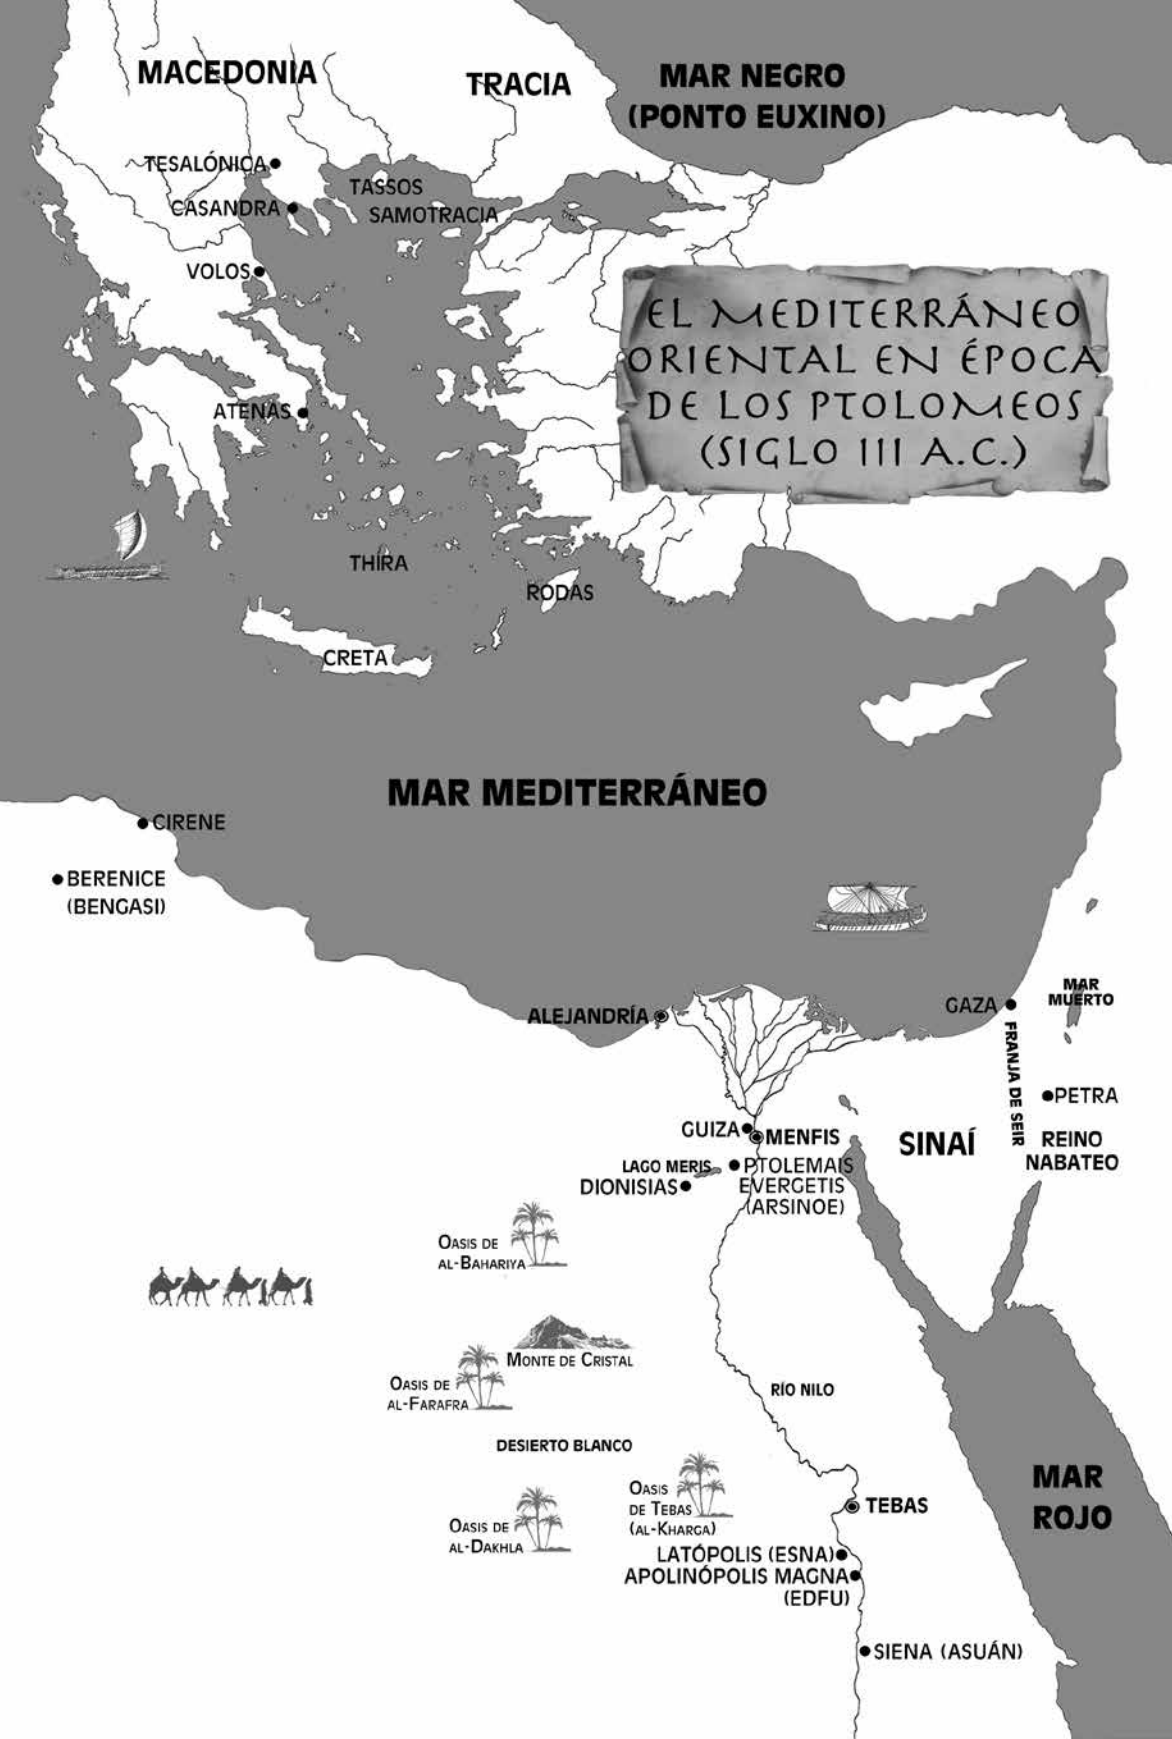 MACEDONIA
TRACIA
MAR NEGRO
(PONTO EUXINO)
TESALÓNICA
TASSOS
CASANDRA
SAMOTRACIA
VOLOS
EL MEDITERRÁNEO
ORIENTAL EN ÉPOCA
DE LOS PTOLOMEOS
(SIGLO III A.C.)
ATENAS
THIRA
RODAS
CRETA
MAR MEDITERRÁNEO
CIRENE
BERENICE
(BENGASI)
ALEJANDRÍA
GAZA
MAR
MUERTO
FRANJA DE SEIR
PETRA
GUIZA
MENFIS
SINAÍ
REINO
NABATEO
LAGO MERIS
PTOLEMAIS
EVERGETIS
(ARSINOE)
DIONISIAS
OASIS DE
AL-BAHARIYA
MONTE DE CRISTAL
OASIS DE
AL-FARAFRA
RÍO NILO
DESIERTO BLANCO
OASIS
DE TEBAS
(AL-KHARGA)
MAR
ROJO
TEBAS
OASIS DE
AL-DAKHLA
LATÓPOLIS (ESNA)
APOLINÓPOLIS MAGNA
(EDFU)
SIENA (ASUÁN)